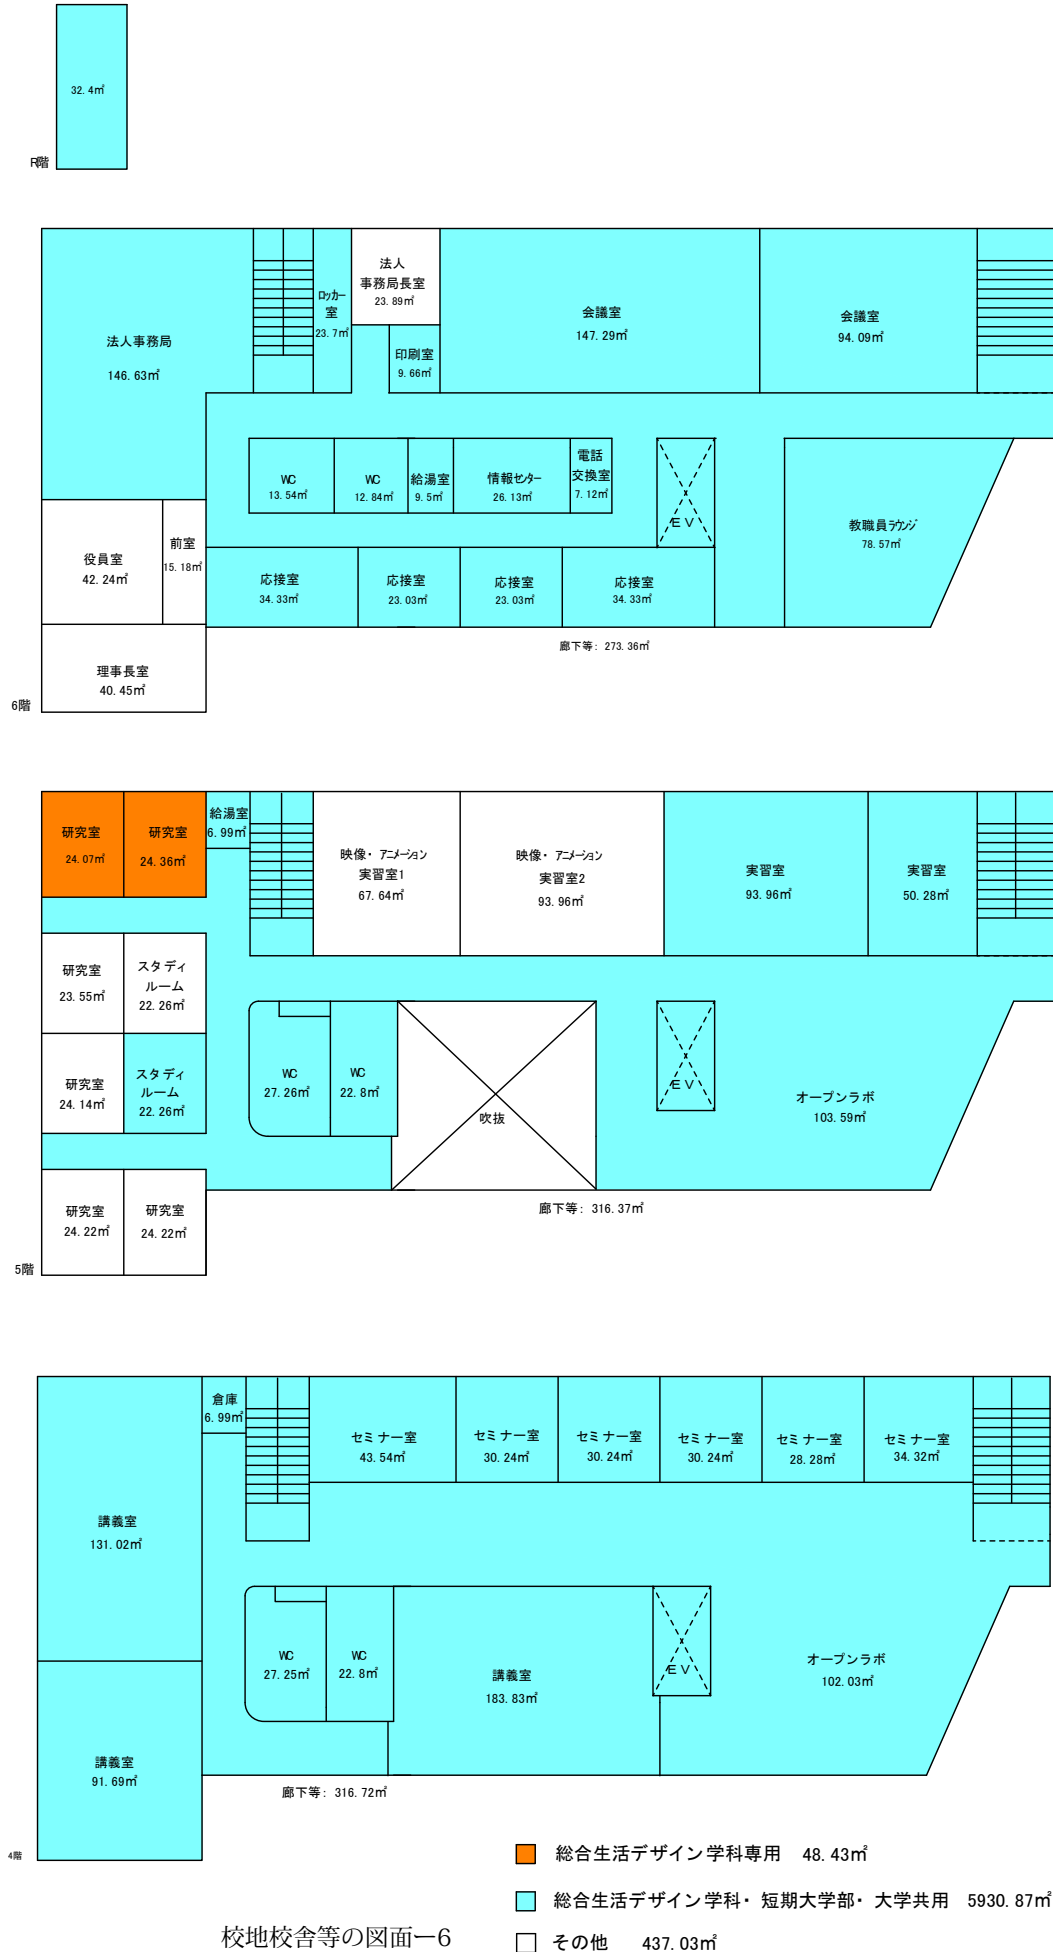 32.4㎡
R階
法人
事務局長室
23.89㎡
ロッカー
室
23.7㎡
会議室
147.29㎡
会議室
94.09㎡
法人事務局
146.63㎡
印刷室
9.66㎡
WC
13.54㎡
WC
12.84㎡
給湯室
9.5㎡
情報センター
26.13㎡
電話
交換室
7.12㎡
EV
教職員ラウンジ
78.57㎡
役員室
42.24㎡
前室
15.18㎡
応接室
34.33㎡
応接室
23.03㎡
応接室
23.03㎡
応接室
34.33㎡
廊下等：273.36㎡
理事長室
40.45㎡
6階
研究室
24.07㎡
研究室
24.36㎡
給湯室
6.99㎡
映像・アニメーション
実習室1
67.64㎡
映像・アニメーション
実習室2
93.96㎡
実習室
93.96㎡
実習室
50.28㎡
研究室
23.55㎡
スタディ
ルーム
22.26㎡
研究室
24.14㎡
スタディ
ルーム
22.26㎡
WC
27.26㎡
WC
22.8㎡
吹抜
EV
オープンラボ
103.59㎡
研究室
24.22㎡
研究室
24.22㎡
廊下等：316.37㎡
5階
倉庫
6.99㎡
セミナー室
43.54㎡
セミナー室
30.24㎡
セミナー室
30.24㎡
セミナー室
30.24㎡
セミナー室
28.28㎡
セミナー室
34.32㎡
講義室
131.02㎡
WC
27.25㎡
WC
22.8㎡
講義室
183.83㎡
EV
オープンラボ
102.03㎡
講義室
91.69㎡
廊下等：316.72㎡
4階
総合生活デザイン学科専用　48.43㎡
総合生活デザイン学科・短期大学部・大学共用　5930.87㎡
その他　437.03㎡
校地校舎等の図面ー6